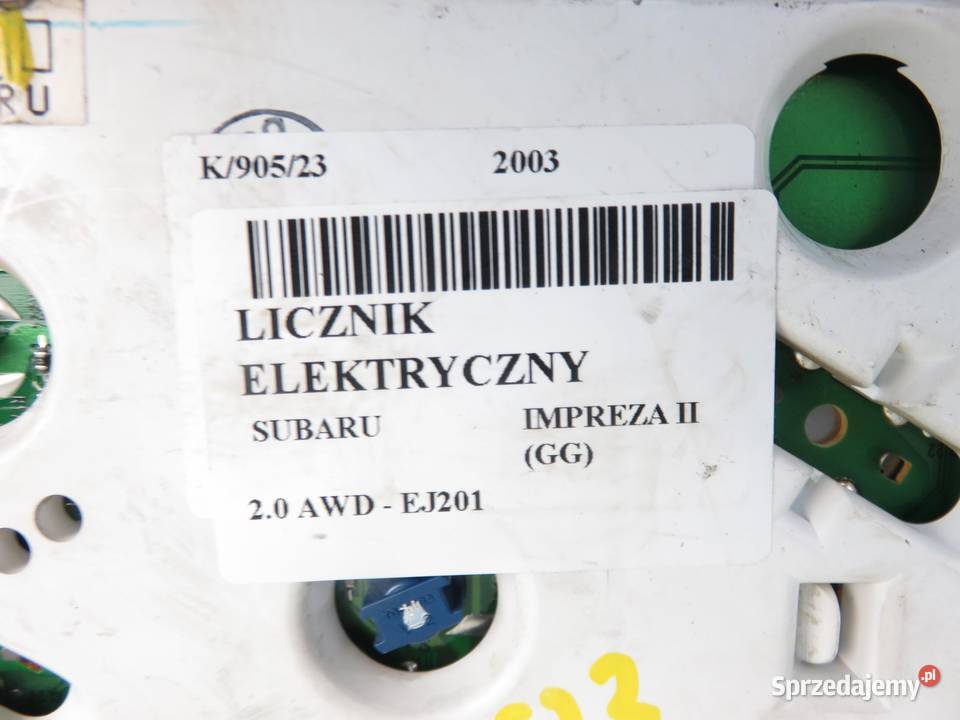 RU
K/905/23 2003
LICZNIK
ELEKTRYCZNY
SUBARU IMPREZA II
(GG)
2.0 AWD - EJ201
Sprzedajemy.pl